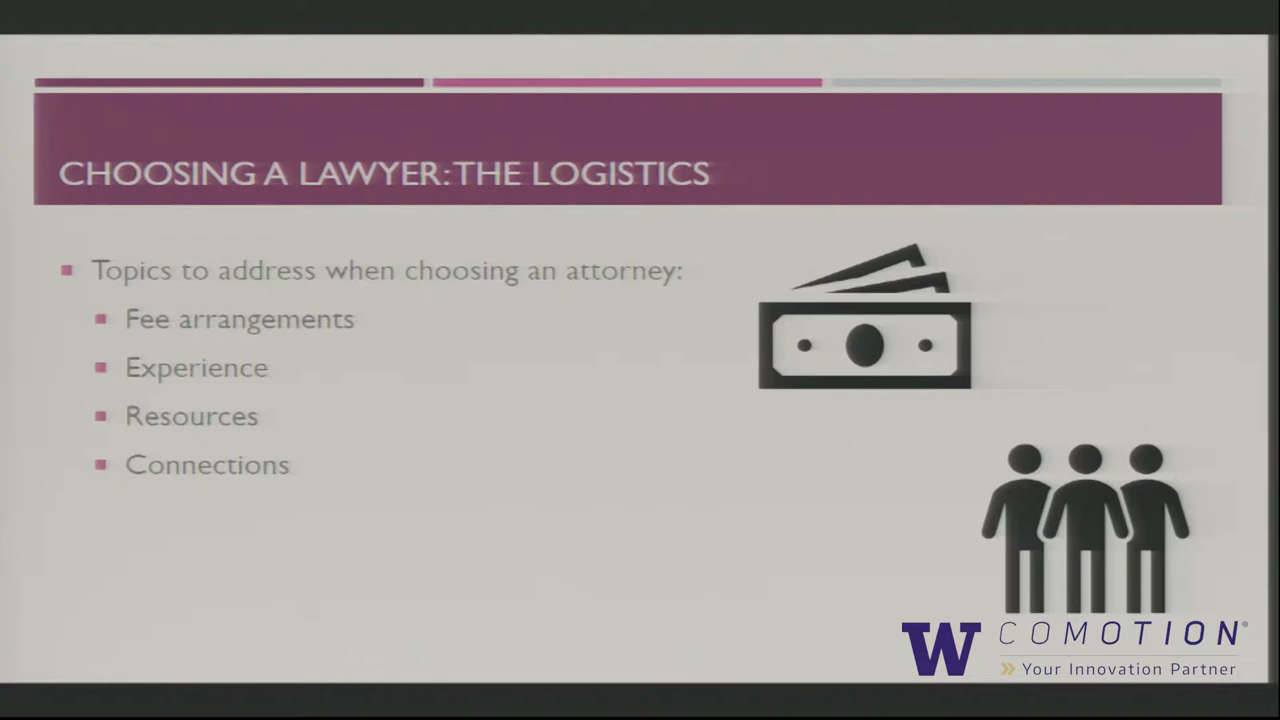 CHOOSING A LAWYER: THE LOGISTICS
Topics to address when choosing an attorney:
Fee arrangements
Experience
Resources
Connections
W COMOTION®
» Your Innovation Partner